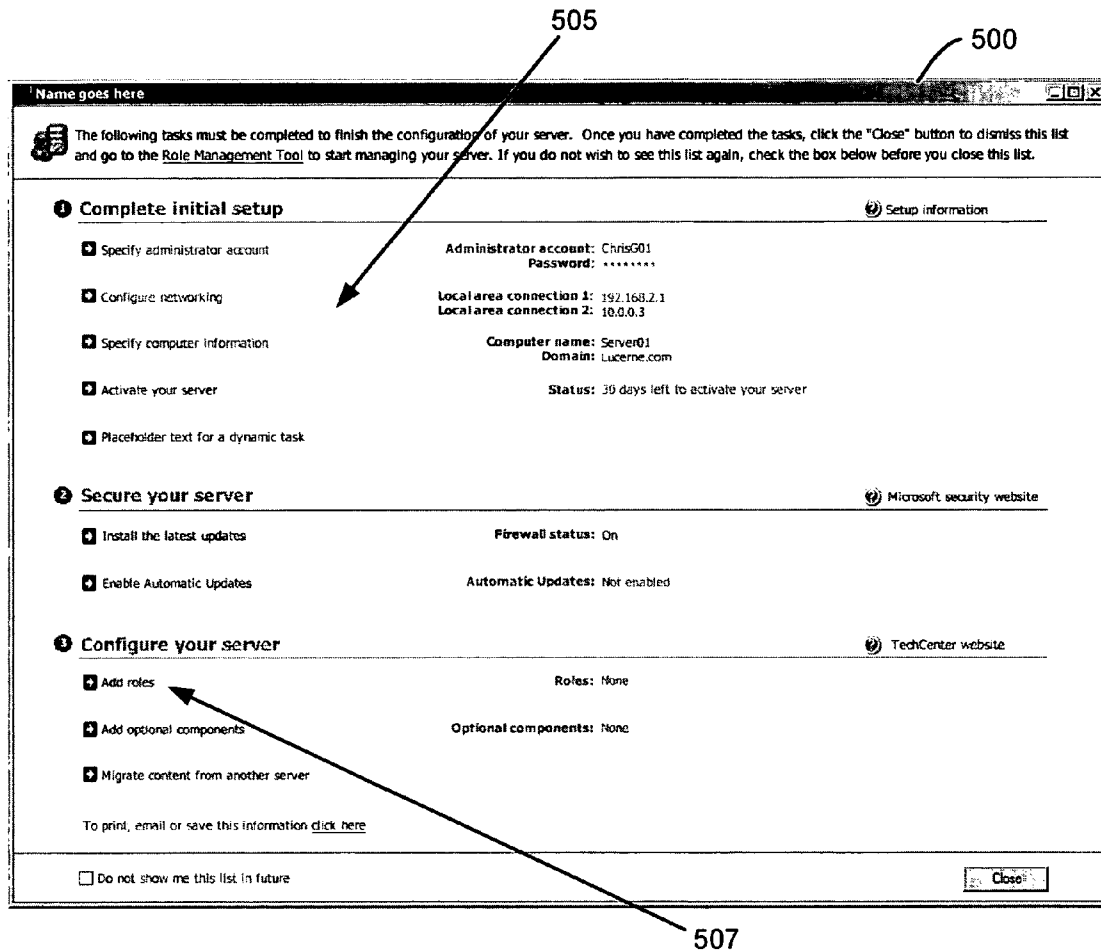 505
500
Name goes here
The following tasks must be completed to finish the configuration of your server. Once you have completed the tasks, click the "Close" button to dismiss this list
and go to the Role Management Tool to start managing your server. If you do not wish to see this list again, check the box below before you close this list.
1 Complete initial setup
Setup information
Specify administrator account
Administrator account: ChrisG01
Password: ********
Configure networking
Local area connection 1: 192.168.2.1
Local area connection 2: 10.0.0.3
Specify computer information
Computer name: Server01
Domain: Lucerne.com
Activate your server
Status: 30 days left to activate your server
Placeholder text for a dynamic task
2 Secure your server
Microsoft security website
Install the latest updates
Firewall status: On
Enable Automatic Updates
Automatic Updates: Not enabled
3 Configure your server
TechCenter website
Add roles
Roles: None
Add optional components
Optional components: None
Migrate content from another server
To print, email or save this information click here
Do not show me this list in future
Close
507